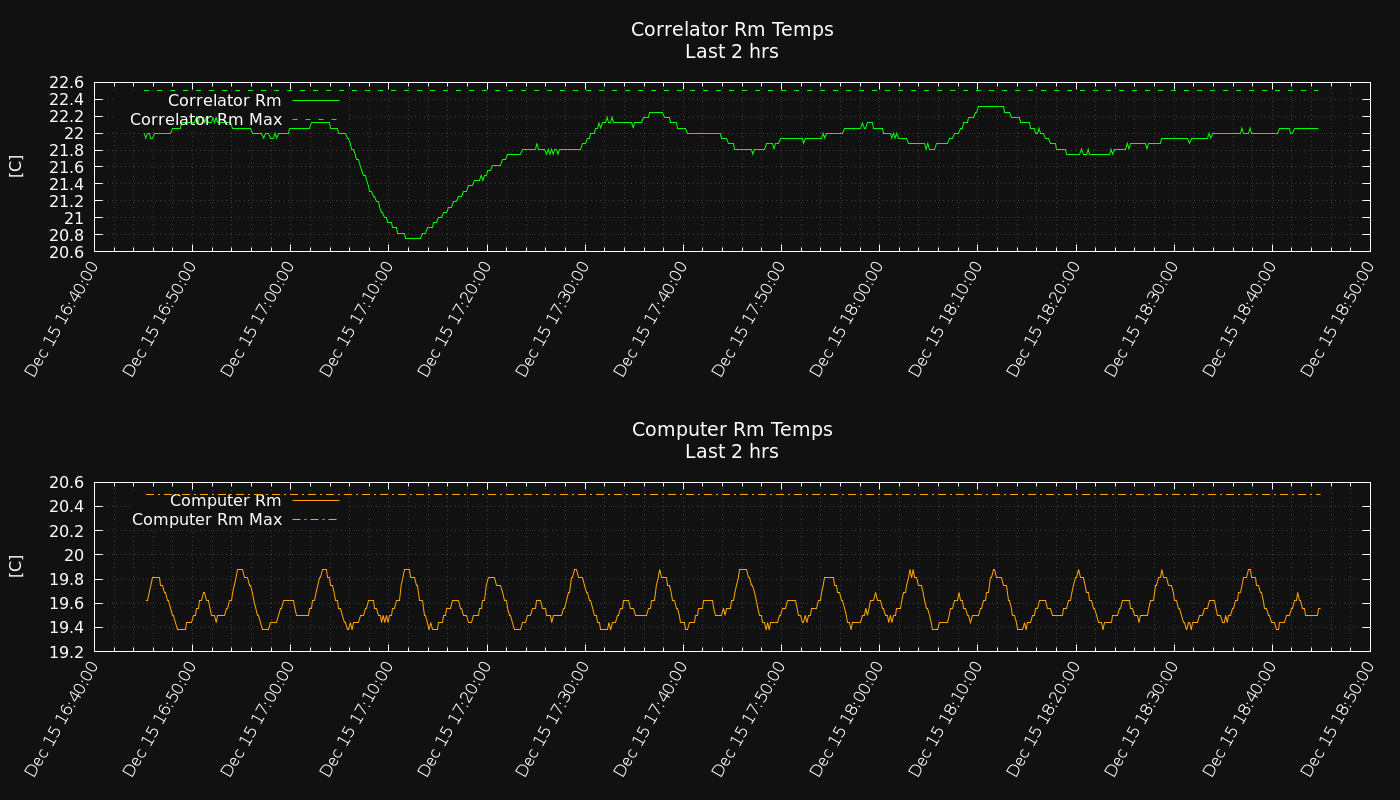 Correlator Rm Temps
Last 2 hrs
22.6
22.4
22.2
22
21.8
21.6
21.4
21.2
21
20.8
20.6
[C]
Correlator Rm
Correlator Rm Max
Dec 15 16:40:00
Dec 15 16:50:00
Dec 15 17:00:00
Dec 15 17:10:00
Dec 15 17:20:00
Dec 15 17:30:00
Dec 15 17:40:00
Dec 15 17:50:00
Dec 15 18:00:00
Dec 15 18:10:00
Dec 15 18:20:00
Dec 15 18:30:00
Dec 15 18:40:00
Dec 15 18:50:00
Computer Rm Temps
Last 2 hrs
20.6
20.4
20.2
20
19.8
19.6
19.4
19.2
[C]
Computer Rm
Computer Rm Max
Dec 15 16:40:00
Dec 15 16:50:00
Dec 15 17:00:00
Dec 15 17:10:00
Dec 15 17:20:00
Dec 15 17:30:00
Dec 15 17:40:00
Dec 15 17:50:00
Dec 15 18:00:00
Dec 15 18:10:00
Dec 15 18:20:00
Dec 15 18:30:00
Dec 15 18:40:00
Dec 15 18:50:00